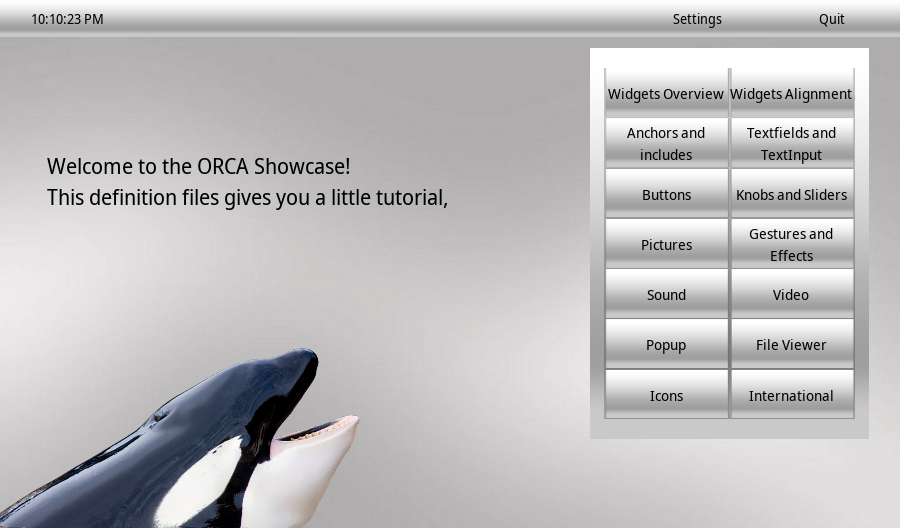 10:10:23 PM Settings Quit
Welcome to the ORCA Showcase!
This definition files gives you a little tutorial,
Widgets Overview
Widgets Alignment
Anchors and
includes
Textfields and
TextInput
Buttons
Knobs and Sliders
Pictures
Gestures and
Effects
Sound
Video
Popup
File Viewer
Icons
International